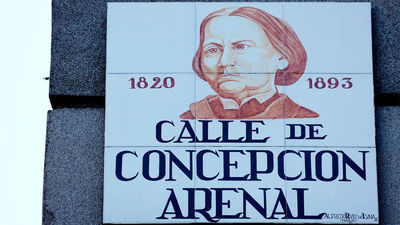 1820 1893
CALLE DE
CONCEPCION
ARENAL